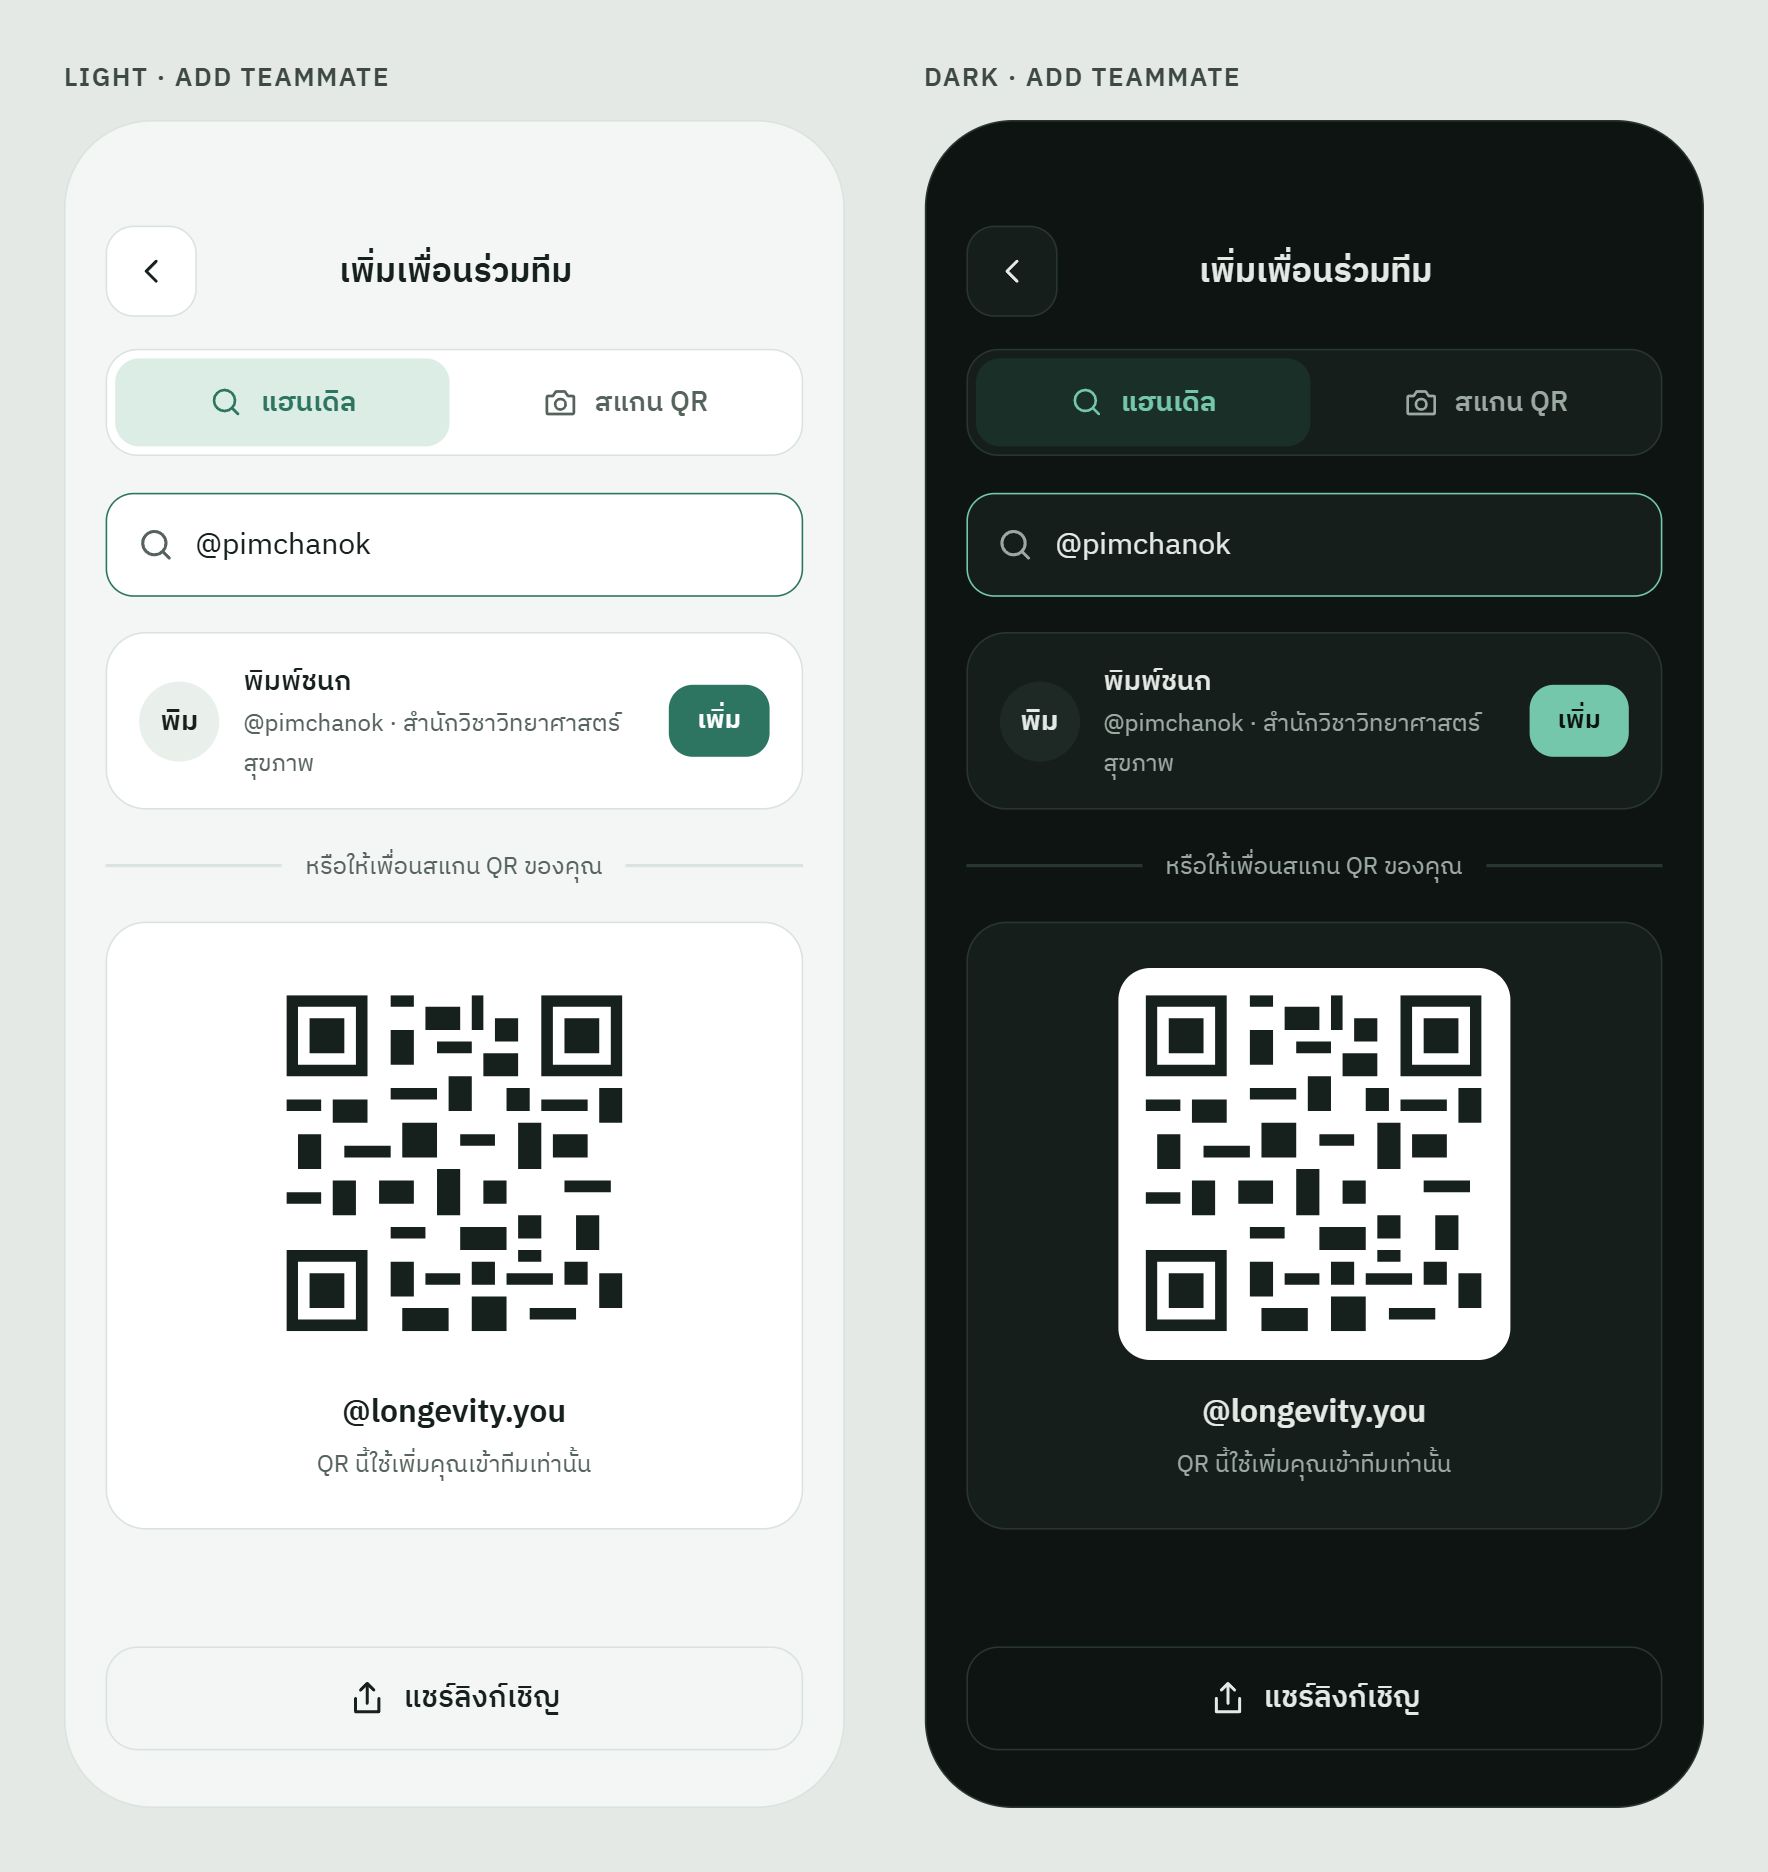 LIGHT · ADD TEAMMATE
เพิ่มเพื่อนร่วมทีม
แฮนเดิล
สแกน QR
@pimchanok
พิม
พิมพ์ชนก
@pimchanok · สำนักวิชาวิทยาศาสตร์
สุขภาพ
เพิ่ม
หรือให้เพื่อนสแกน QR ของคุณ
@longevity.you
QR นี้ใช้เพิ่มคุณเข้าทีมเท่านั้น
แชร์ลิงก์เชิญ
DARK · ADD TEAMMATE
เพิ่มเพื่อนร่วมทีม
แฮนเดิล
สแกน QR
@pimchanok
พิม
พิมพ์ชนก
@pimchanok · สำนักวิชาวิทยาศาสตร์
สุขภาพ
เพิ่ม
หรือให้เพื่อนสแกน QR ของคุณ
@longevity.you
QR นี้ใช้เพิ่มคุณเข้าทีมเท่านั้น
แชร์ลิงก์เชิญ